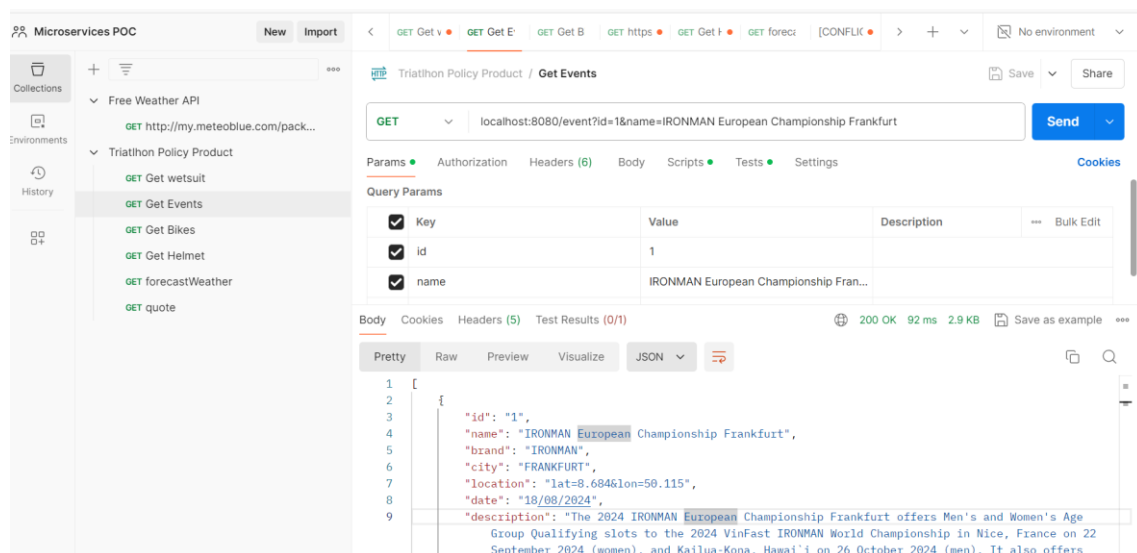 Microservices POC New Import GET Get v GET Get E GET Get B GET https GET Get H GET foreca [CONFLIC No environment
Collections
Environments
History
Free Weather API
GET http://my.meteoblue.com/pack...
Triatlhon Policy Product
GET Get wetsuit
GET Get Events
GET Get Bikes
GET Get Helmet
GET forecastWeather
GET quote
HTTP Triatlhon Policy Product / Get Events Save Share
GET localhost:8080/event?id=1&name=IRONMAN European Championship Frankfurt Send
Params Authorization Headers (6) Body Scripts Tests Settings Cookies
Query Params
Key Value Description Bulk Edit
id 1
name IRONMAN European Championship Fran...
Body Cookies Headers (5) Test Results (0/1) 200 OK 92 ms 2.9 KB Save as example
Pretty Raw Preview Visualize JSON
1 [
2 {
3 "id": "1",
4 "name": "IRONMAN European Championship Frankfurt",
5 "brand": "IRONMAN",
6 "city": "FRANKFURT",
7 "location": "lat=8.684&lon=50.115",
8 "date": "18/08/2024",
9 "description": "The 2024 IRONMAN European Championship Frankfurt offers Men's and Women's Age
Group Qualifying slots to the 2024 VinFast IRONMAN World Championship in Nice, France on 22
September 2024 (women), and Kailua-Kona, Hawai`i on 26 October 2024 (men). It also offers